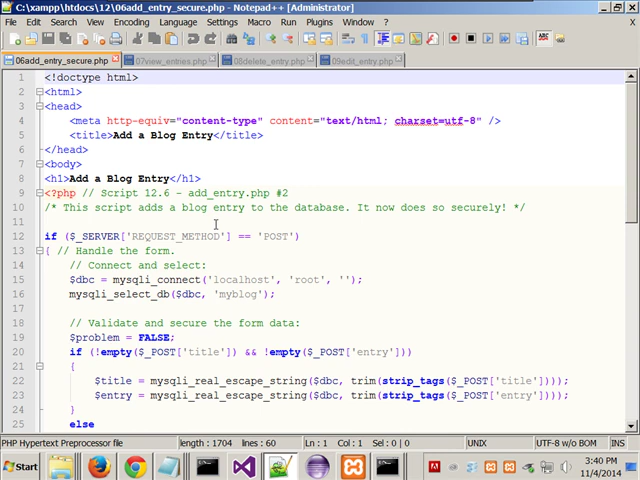 C:\xampp\htdocs\12\06add_entry_secure.php - Notepad++ [Administrator]
File Edit Search View Encoding Language Settings Macro Run Plugins Window ?
06add_entry_secure.php 07view_entries.php 08delete_entry.php 09edit_entry.php
1 <!doctype html>
2 <html>
3 <head>
4 <meta http-equiv="content-type" content="text/html; charset=utf-8" />
5 <title>Add a Blog Entry</title>
6 </head>
7 <body>
8 <h1>Add a Blog Entry</h1>
9 <?php // Script 12.6 - add_entry.php #2
10 /* This script adds a blog entry to the database. It now does so securely! */
11
12 if ($_SERVER['REQUEST_METHOD'] == 'POST')
13 { // Handle the form.
14 // Connect and select:
15 $dbc = mysqli_connect('localhost', 'root', '');
16 mysqli_select_db($dbc, 'myblog');
17
18 // Validate and secure the form data:
19 $problem = FALSE;
20 if (!empty($_POST['title']) && !empty($_POST['entry']))
21 {
22 $title = mysqli_real_escape_string($dbc, trim(strip_tags($_POST['title'])));
23 $entry = mysqli_real_escape_string($dbc, trim(strip_tags($_POST['entry'])));
24 }
25 else
PHP Hypertext Preprocessor file length : 1704 lines : 60 Ln : 1 Col : 1 Sel : 0 | 0 UNIX UTF-8 w/o BOM INS
Start
3:40 PM
11/4/2014